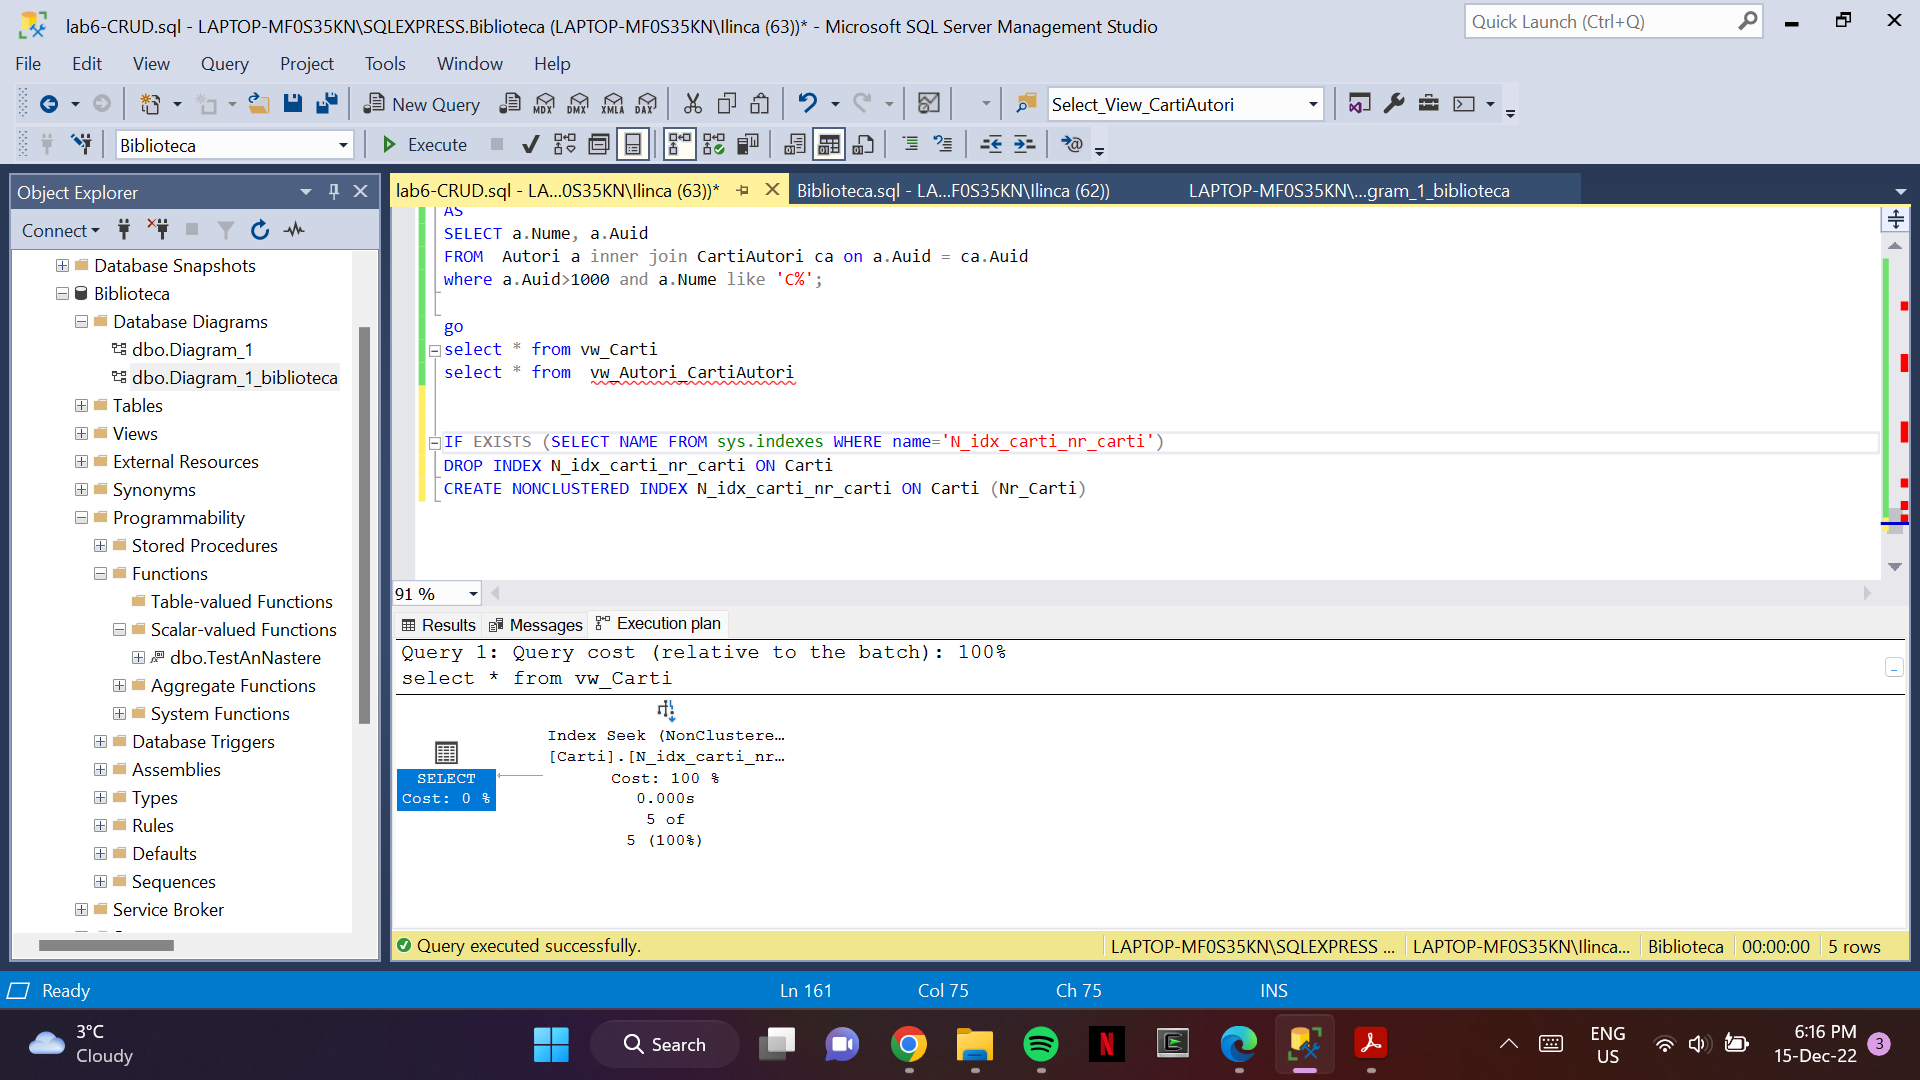 lab6-CRUD.sql - LAPTOP-MF0S35KN\SQLEXPRESS.Biblioteca (LAPTOP-MF0S35KN\Ilinca (63))* - Microsoft SQL Server Management Studio
Quick Launch (Ctrl+Q)
File Edit View Query Project Tools Window Help
New Query MDX DMX XMLA DAX Select_View_CartiAutori
Biblioteca Execute
Object Explorer
Connect
Database Snapshots
Biblioteca
Database Diagrams
dbo.Diagram_1
dbo.Diagram_1_biblioteca
Tables
Views
External Resources
Synonyms
Programmability
Stored Procedures
Functions
Table-valued Functions
Scalar-valued Functions
dbo.TestAnNastere
Aggregate Functions
System Functions
Database Triggers
Assemblies
Types
Rules
Defaults
Sequences
Service Broker
lab6-CRUD.sql - LA...0S35KN\Ilinca (63))* Biblioteca.sql - LA...F0S35KN\Ilinca (62)) LAPTOP-MF0S35KN\...gram_1_biblioteca
AS
SELECT a.Nume, a.Auid
FROM Autori a inner join CartiAutori ca on a.Auid = ca.Auid
where a.Auid>1000 and a.Nume like 'C%';
go
select * from vw_Carti
select * from vw_Autori_CartiAutori
IF EXISTS (SELECT NAME FROM sys.indexes WHERE name='N_idx_carti_nr_carti')
DROP INDEX N_idx_carti_nr_carti ON Carti
CREATE NONCLUSTERED INDEX N_idx_carti_nr_carti ON Carti (Nr_Carti)
91 %
Results Messages Execution plan
Query 1: Query cost (relative to the batch): 100%
select * from vw_Carti
Index Seek (NonClustere...
[Carti].[N_idx_carti_nr...
Cost: 100 %
0.000s
5 of
5 (100%)
SELECT
Cost: 0 %
Query executed successfully. LAPTOP-MF0S35KN\SQLEXPRESS ... LAPTOP-MF0S35KN\Ilinca... Biblioteca 00:00:00 5 rows
Ready Ln 161 Col 75 Ch 75 INS
3°C
Cloudy
Search
ENG
US
6:16 PM
15-Dec-22
3